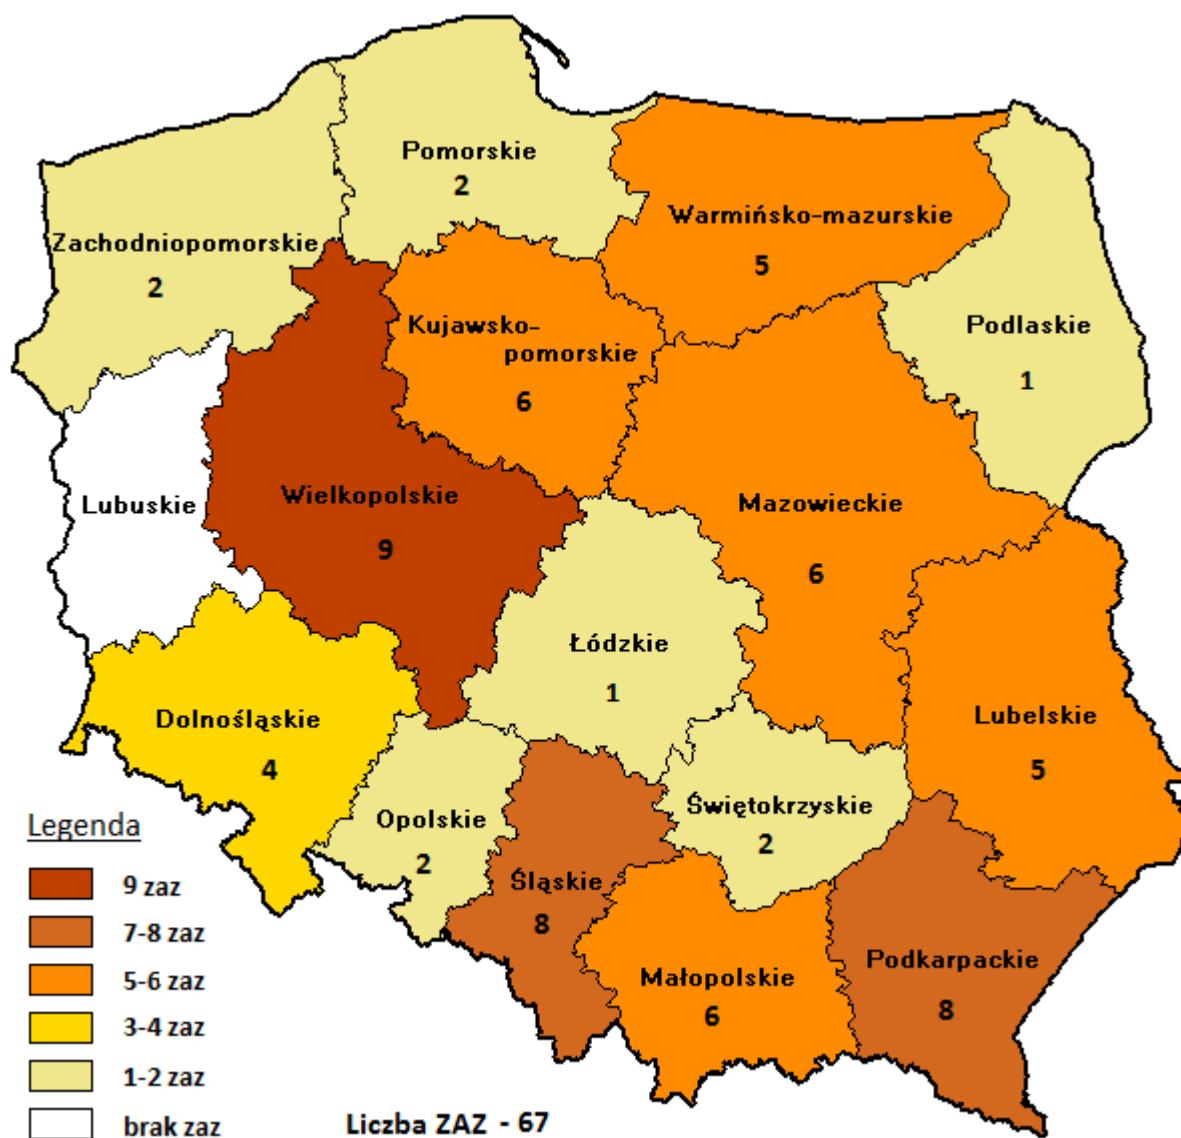 Pomorskie
2
Warmińsko-mazurskie
5
Zachodniopomorskie
2
Podlaskie
1
Kujawsko-
pomorskie
6
Lubuskie
Wielkopolskie
9
Mazowieckie
6
Łódzkie
1
Dolnośląskie
4
Lubelskie
5
Opolskie
2
Świętokrzyskie
2
Śląskie
8
Małopolskie
6
Podkarpackie
8
Legenda
9 zaz
7-8 zaz
5-6 zaz
3-4 zaz
1-2 zaz
brak zaz
Liczba ZAZ - 67